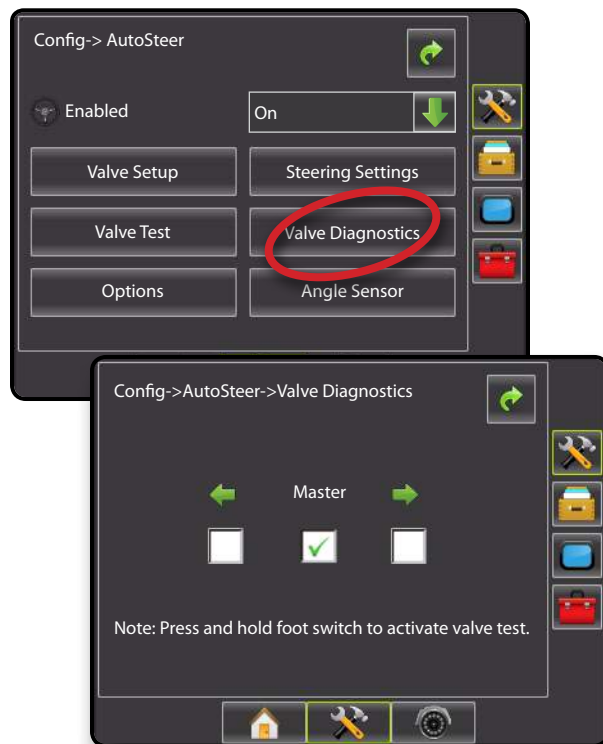 Config-> AutoSteer
Enabled
On
Valve Setup
Steering Settings
Valve Test
Valve Diagnostics
Options
Angle Sensor
Config->AutoSteer->Valve Diagnostics
Master
Note: Press and hold foot switch to activate valve test.